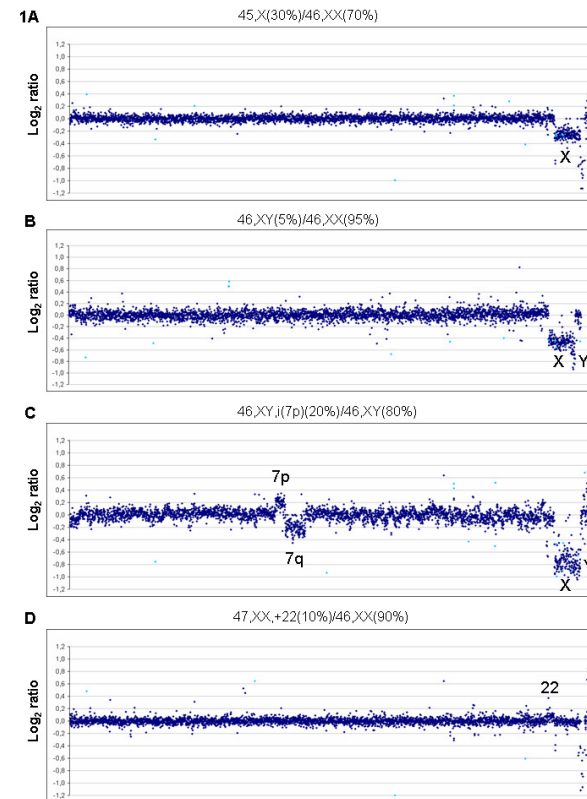 1A
45,X(30%)/46,XX(70%)
Log2 ratio
1,2
1,0
0,8
0,6
0,4
0,2
0,0
-0,2
-0,4
-0,6
-0,8
-1,0
-1,2
X
B
46,XY(5%)/46,XX(95%)
Log2 ratio
1,2
1,0
0,8
0,6
0,4
0,2
0,0
-0,2
-0,4
-0,6
-0,8
-1,0
-1,2
X
Y
C
46,XY,i(7p)(20%)/46,XY(80%)
Log2 ratio
1,2
1,0
0,8
0,6
0,4
0,2
0,0
-0,2
-0,4
-0,6
-0,8
-1,0
-1,2
7p
7q
X
D
47,XX,+22(10%)/46,XX(90%)
Log2 ratio
1,2
1,0
0,8
0,6
0,4
0,2
0,0
-0,2
-0,4
-0,6
-0,8
-1,0
-1,2
22